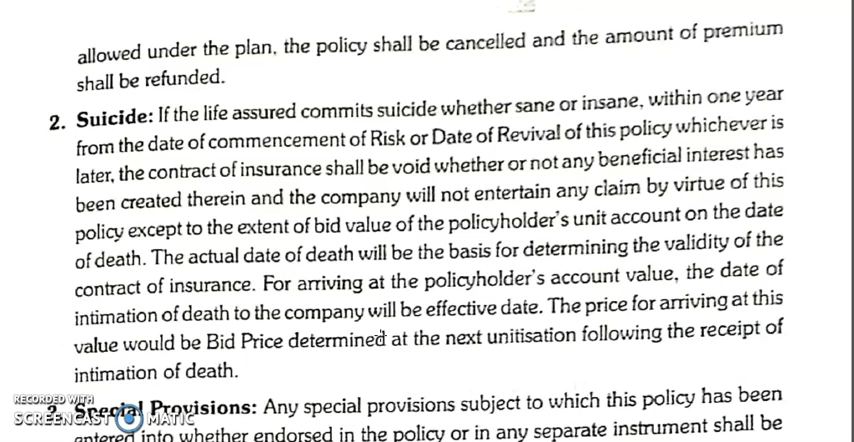 allowed under the plan, the policy shall be cancelled and the amount of premium
shall be refunded.
2. Suicide: If the life assured commits suicide whether sane or insane, within one year
from the date of commencement of Risk or Date of Revival of this policy whichever is
later, the contract of insurance shall be void whether or not any beneficial interest has
been created therein and the company will not entertain any claim by virtue of this
policy except to the extent of bid value of the policyholder's unit account on the date
of death. The actual date of death will be the basis for determining the validity of the
contract of insurance. For arriving at the policyholder's account value, the date of
intimation of death to the company will be effective date. The price for arriving at this
value would be Bid Price determined at the next unitisation following the receipt of
intimation of death.
3. Special Provisions: Any special provisions subject to which this policy has been
entered into whether endorsed in the policy or in any separate instrument shall be
RECORDED WITH
SCREENCAST MATIC